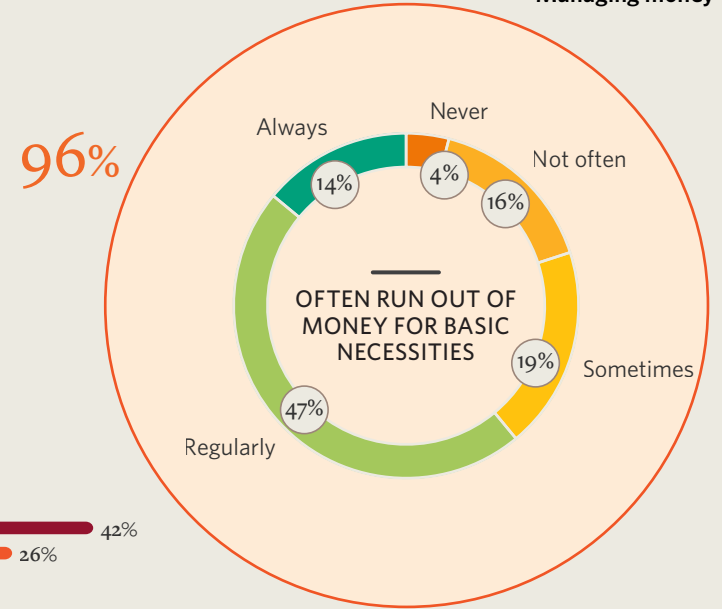 Managing money
96%
Never
Always
Not often
14%
4%
16%
OFTEN RUN OUT OF
MONEY FOR BASIC
NECESSITIES
19%
Sometimes
47%
Regularly
42%
26%